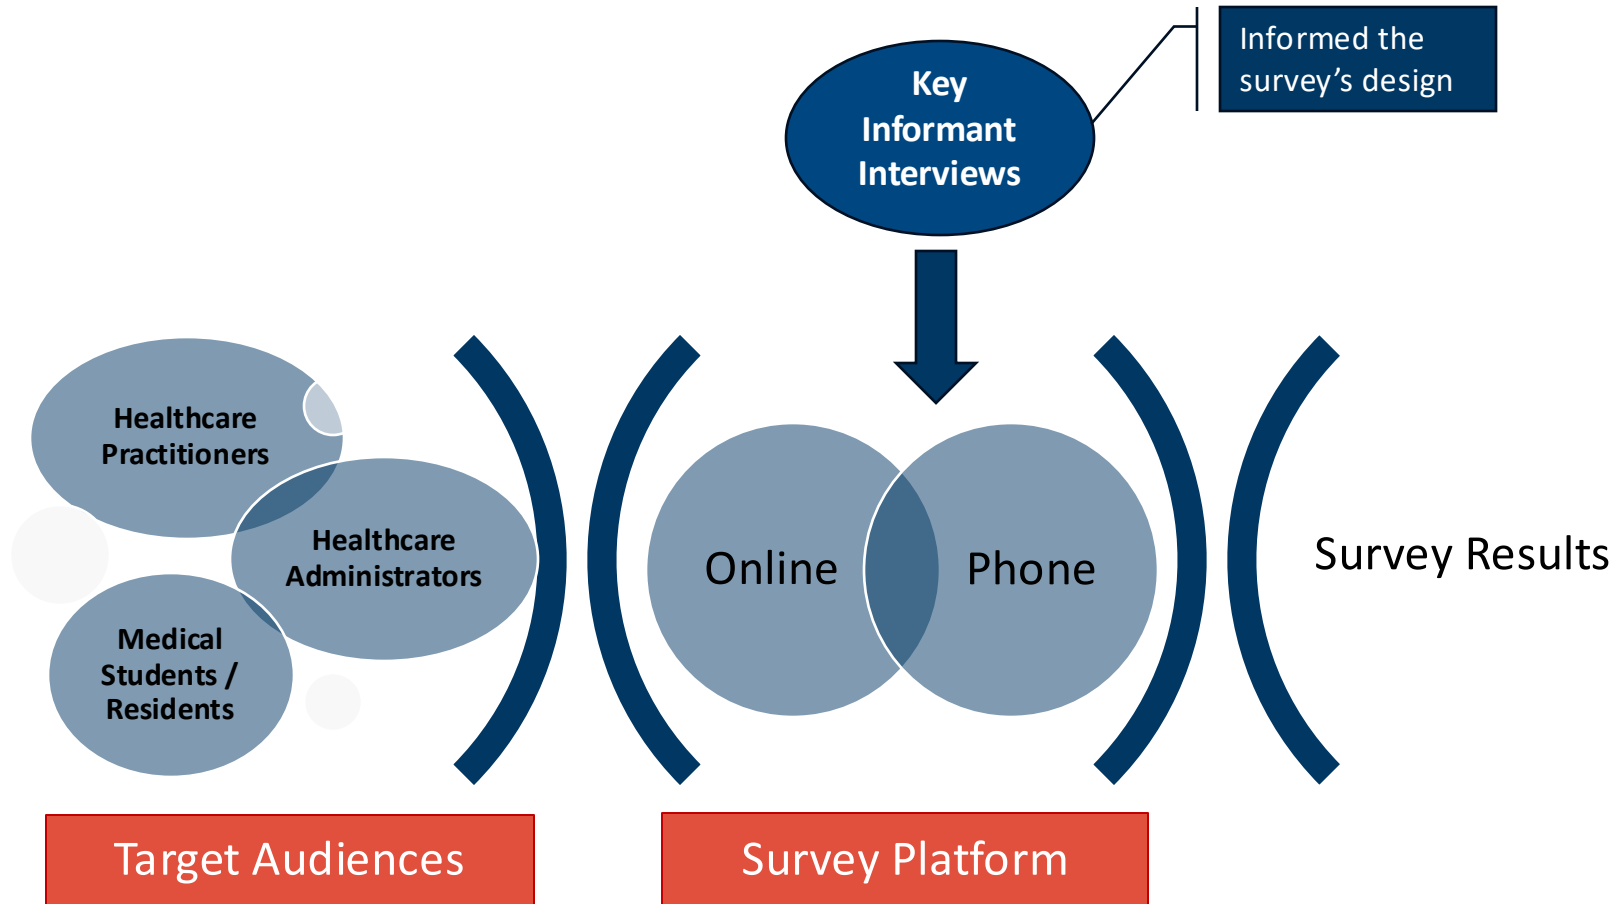 Informed the
survey’s design
Key
Informant
Interviews
Healthcare
Practitioners
Healthcare
Administrators
Medical
Students /
Residents
Online
Phone
Survey Results
Target Audiences
Survey Platform